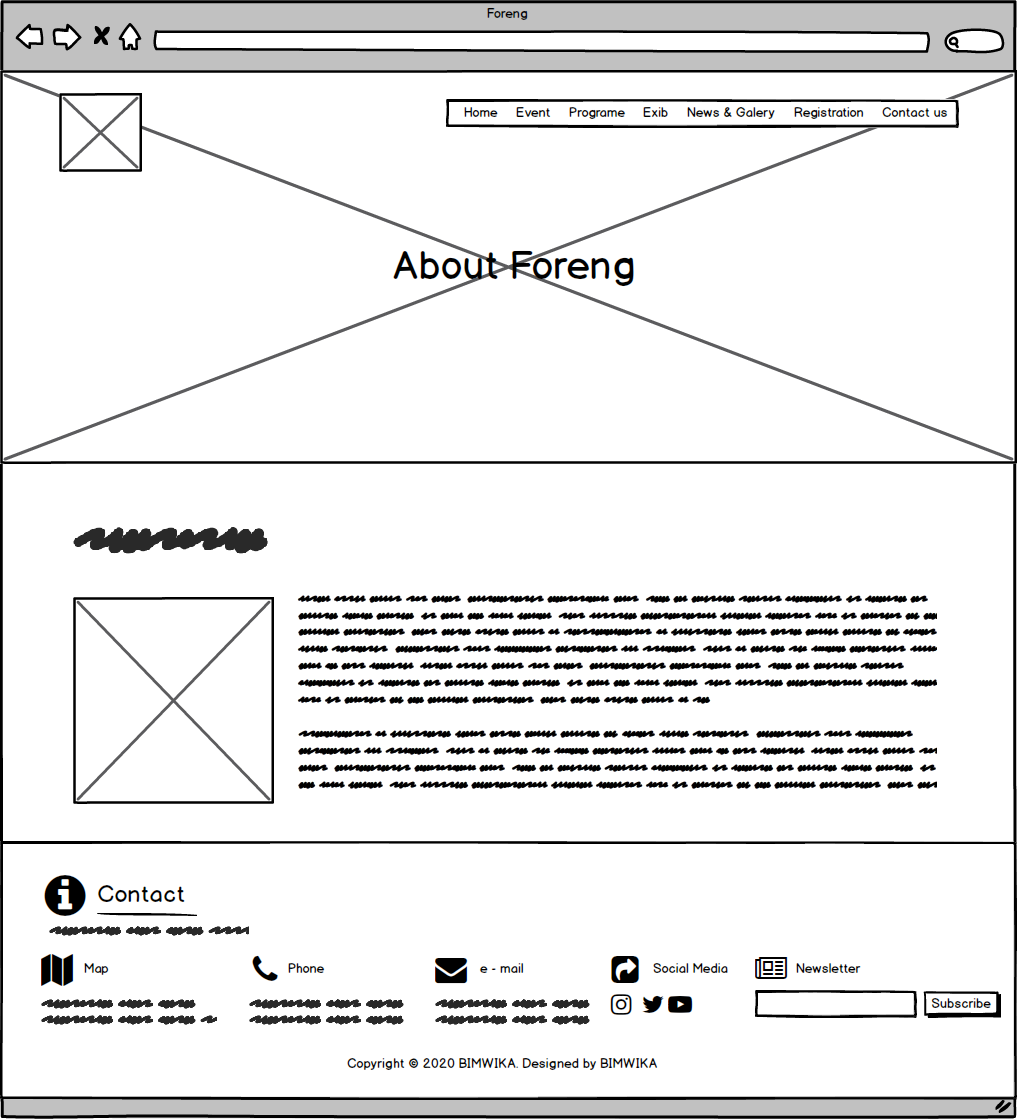 Foreng
Home Event Programe Exib News & Galery Registration Contact us
About Foreng
Contact
Map Phone e - mail Social Media Newsletter
Subscribe
Copyright © 2020 BIMWIKA. Designed by BIMWIKA